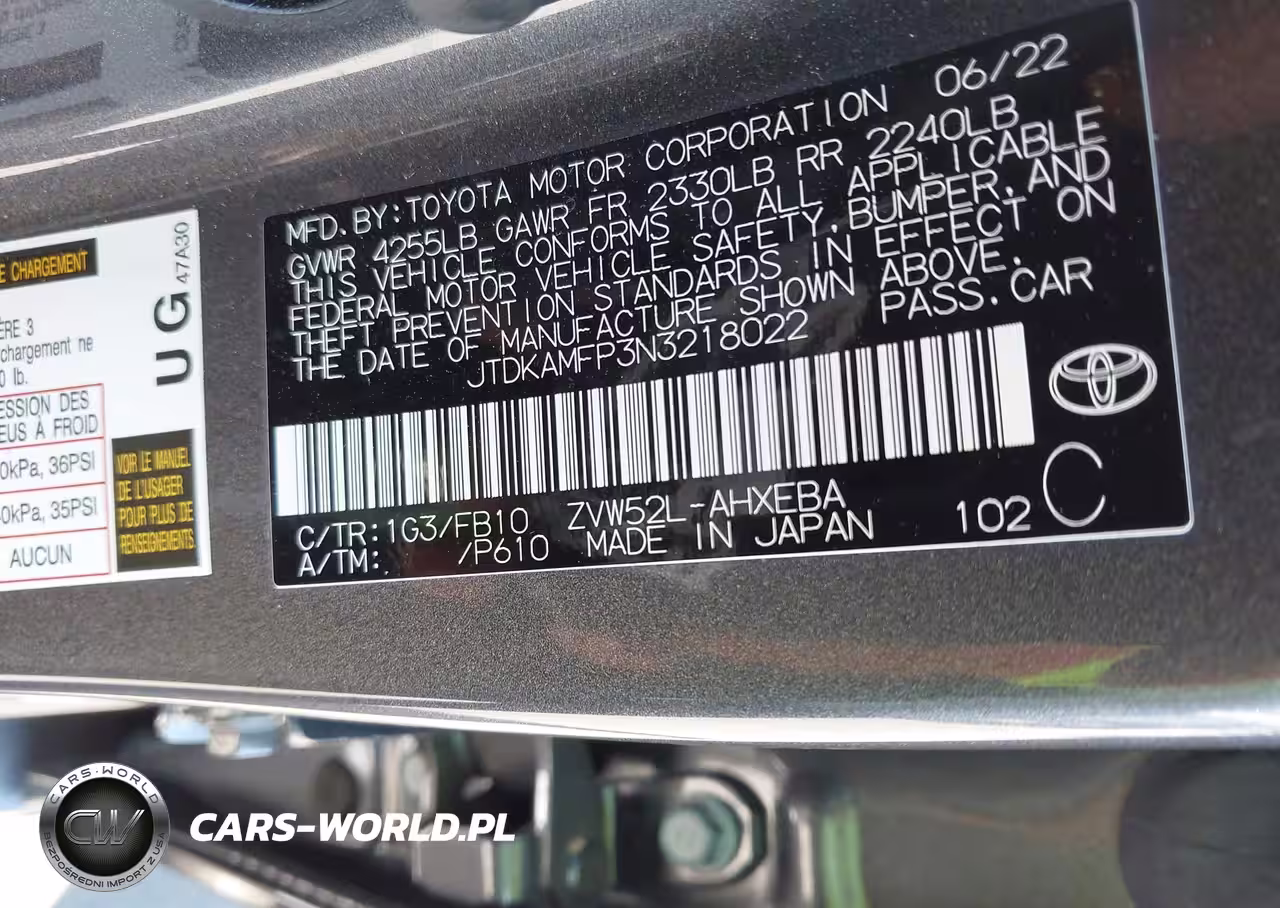 E CHARGEMENT
47A30
UG
ÈRE 3
chargement ne
0 lb.
ESSION DES
EUS À FROID
0kPa, 36PSI
0kPa, 35PSI
AUCUN
VOIR LE MANUEL
DE L'USAGER
POUR PLUS DE
RENSEIGNEMENTS
MFD. BY: TOYOTA MOTOR CORPORATION 06/22
GVWR 4255LB GAWR FR 2330LB RR 2240LB
THIS VEHICLE CONFORMS TO ALL APPLICABLE
FEDERAL MOTOR VEHICLE SAFETY, BUMPER, AND
THEFT PREVENTION STANDARDS IN EFFECT ON
THE DATE OF MANUFACTURE SHOWN ABOVE.
JTDKAMFP3N3218022 PASS. CAR
C/TR: 1G3/FB10 ZVW52L-AHXEBA
A/TM: /P610 MADE IN JAPAN 102 C
CARS-WORLD
CW
BEZPOŚREDNI IMPORT Z USA
CARS-WORLD.PL